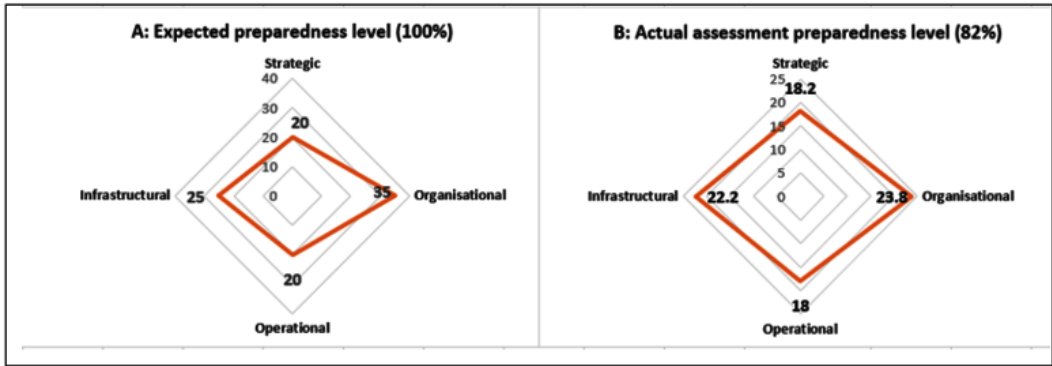 A: Expected preparedness level (100%)
Strategic
40
30
20
20
10
0
Infrastructural
25
35
Organisational
20
Operational
B: Actual assessment preparedness level (82%)
Strategic
25
18.2
20
15
10
5
0
Infrastructural
22.2
23.8
Organisational
18
Operational